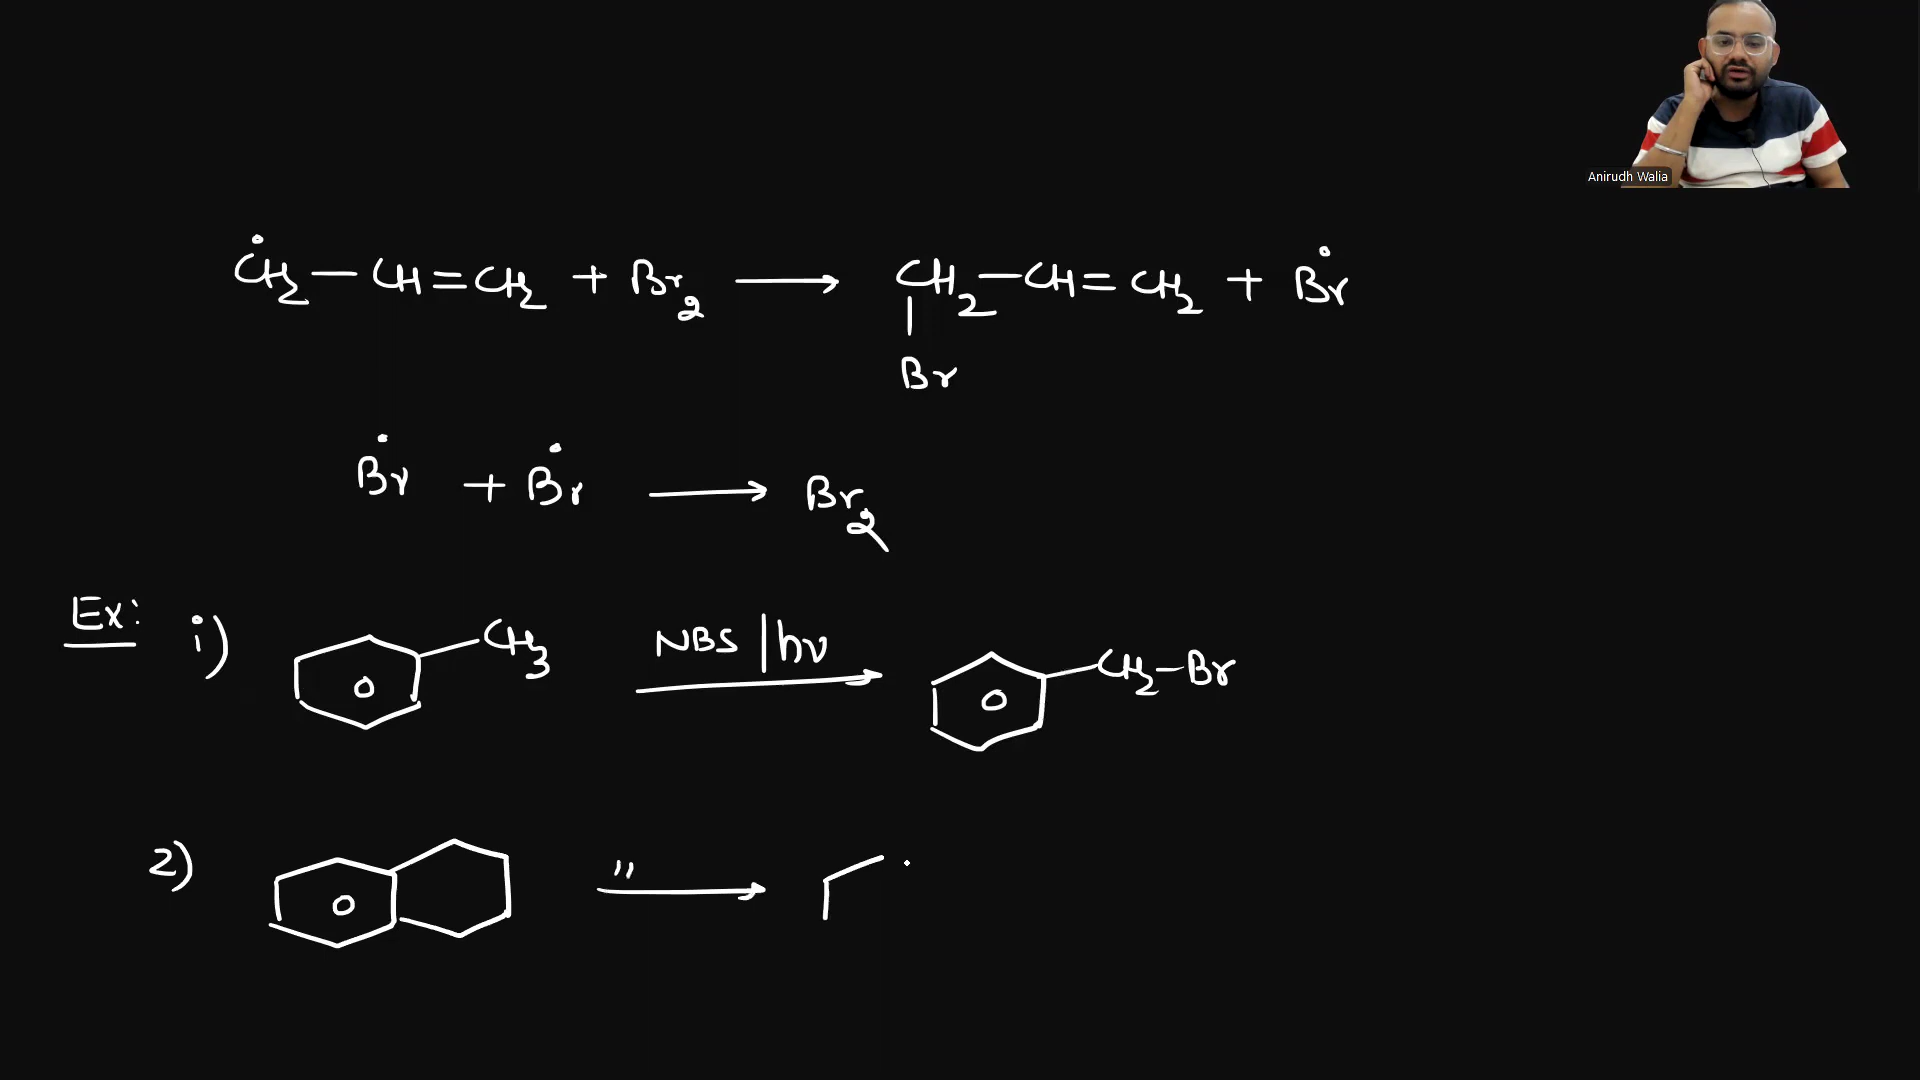 Anirudh Walia
ĊH2—CH=CH2 + Br2 ⟶ CH2—CH=CH2 + Ḃr
|
Br
Ḃr + Ḃr ⟶ Br2
Ex: i) CH3 NBS | hν CH2—Br
2) "